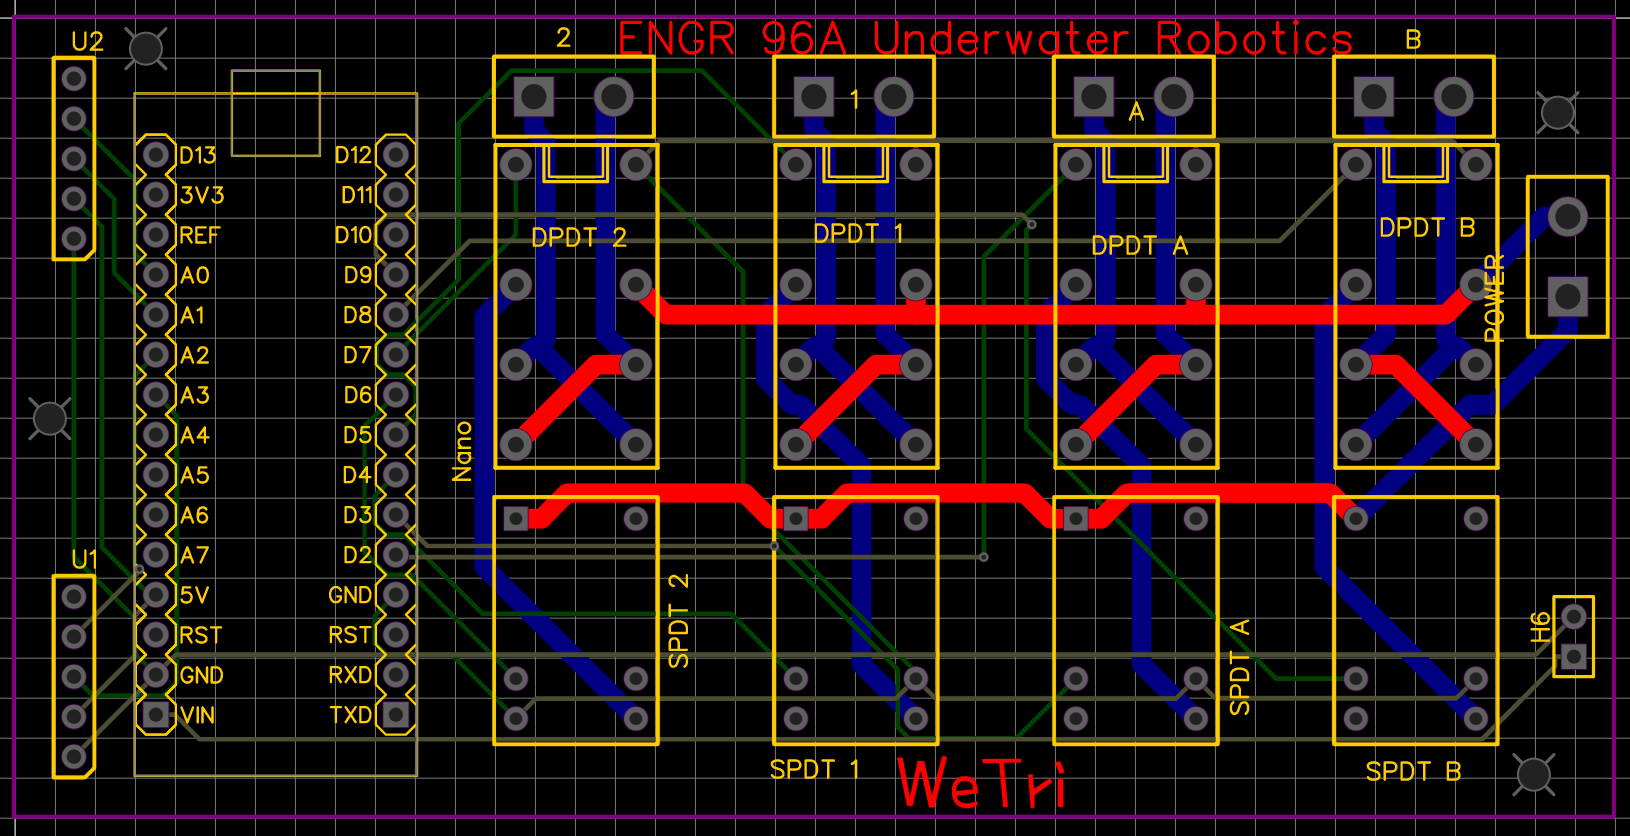 ENGR 96A Underwater Robotics
U2
2
1
A
B
D13
3V3
REF
A0
A1
A2
A3
A4
A5
A6
A7
5V
RST
GND
VIN
D12
D11
D10
D9
D8
D7
D6
D5
D4
D3
D2
GND
RST
RXD
TXD
Nano
U1
DPDT 2
DPDT 1
DPDT A
DPDT B
POWER
SPDT 2
SPDT 1
SPDT A
SPDT B
H6
WeTri